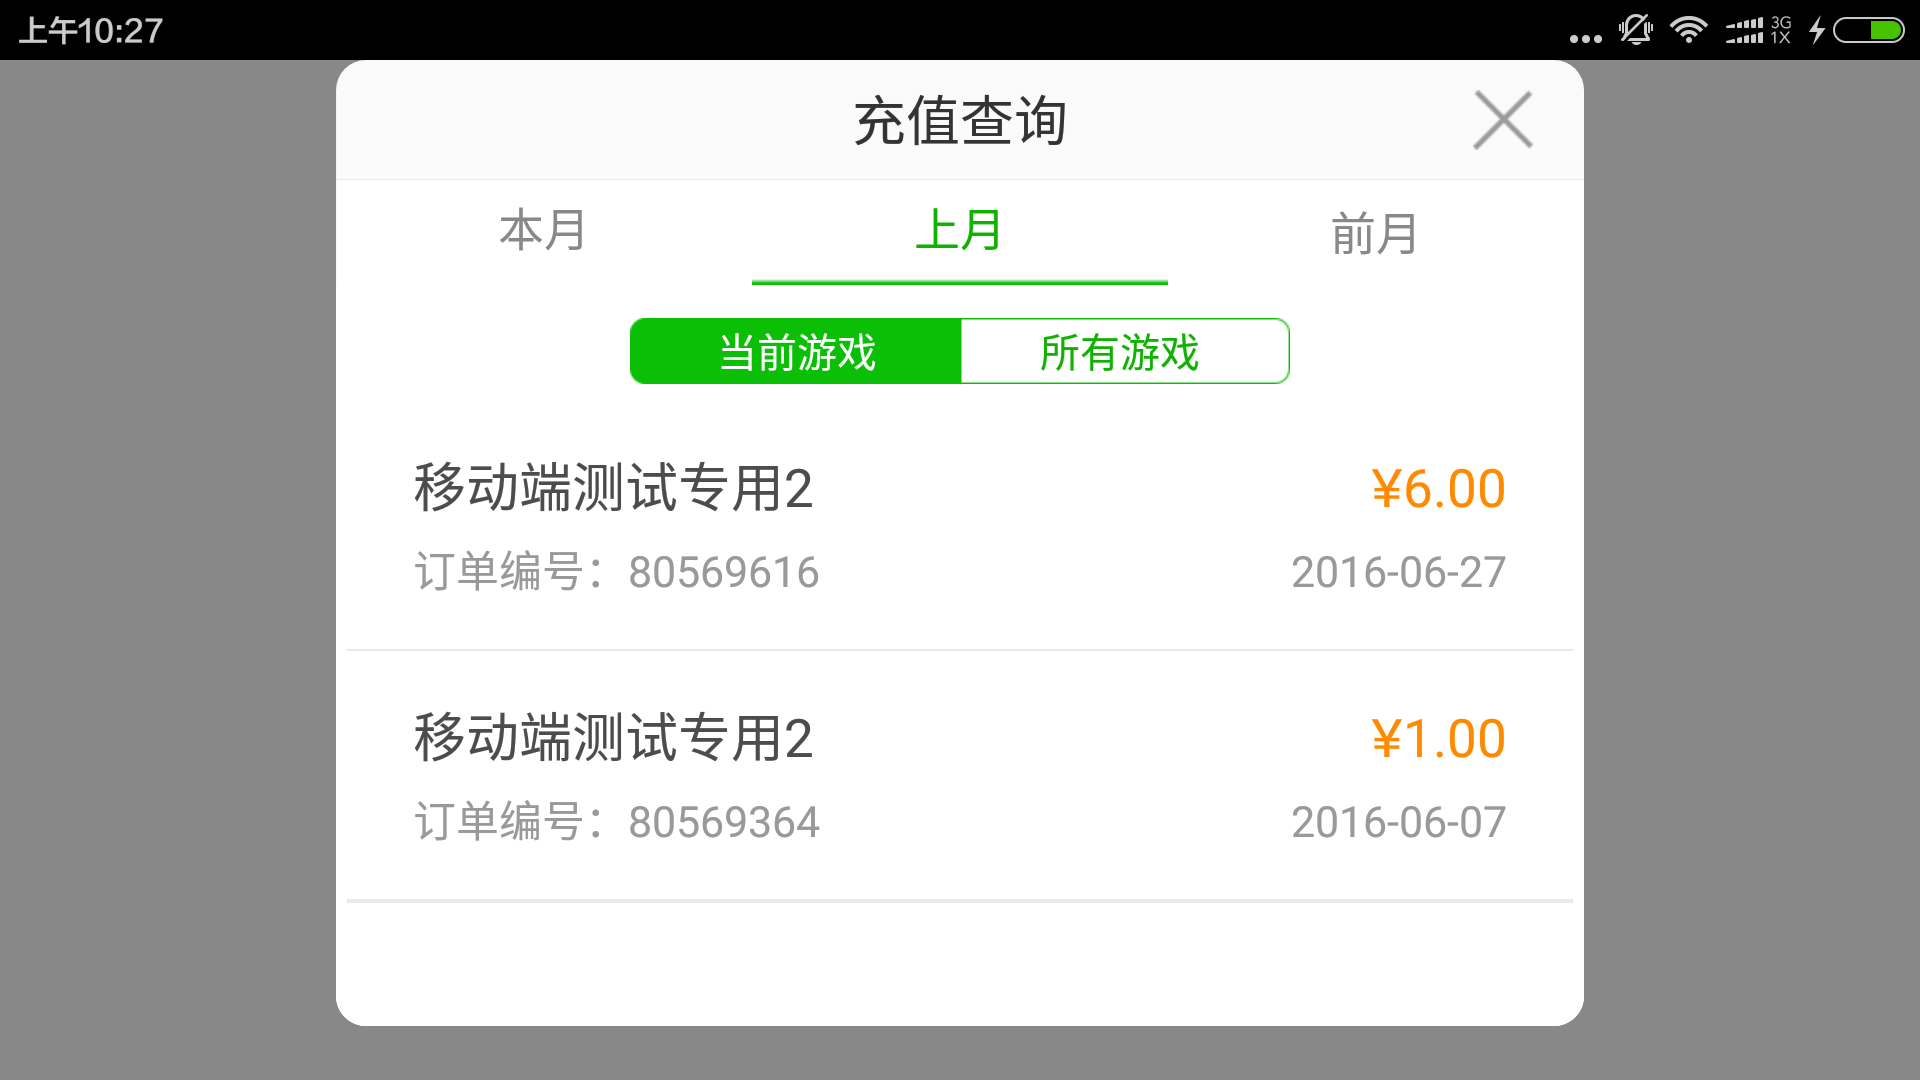 上午10:27
3G
1X
充值查询
本月 上月 前月
当前游戏 所有游戏
移动端测试专用2 ¥6.00
订单编号：80569616 2016-06-27
移动端测试专用2 ¥1.00
订单编号：80569364 2016-06-07